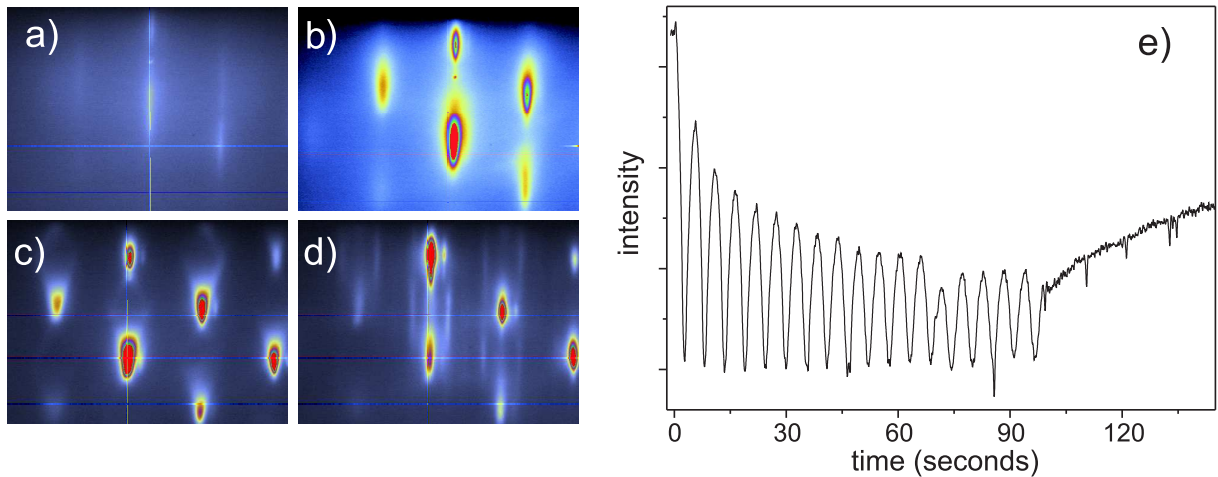 a)
b)
c)
d)
e)
intensity
0 30 60 90 120
time (seconds)